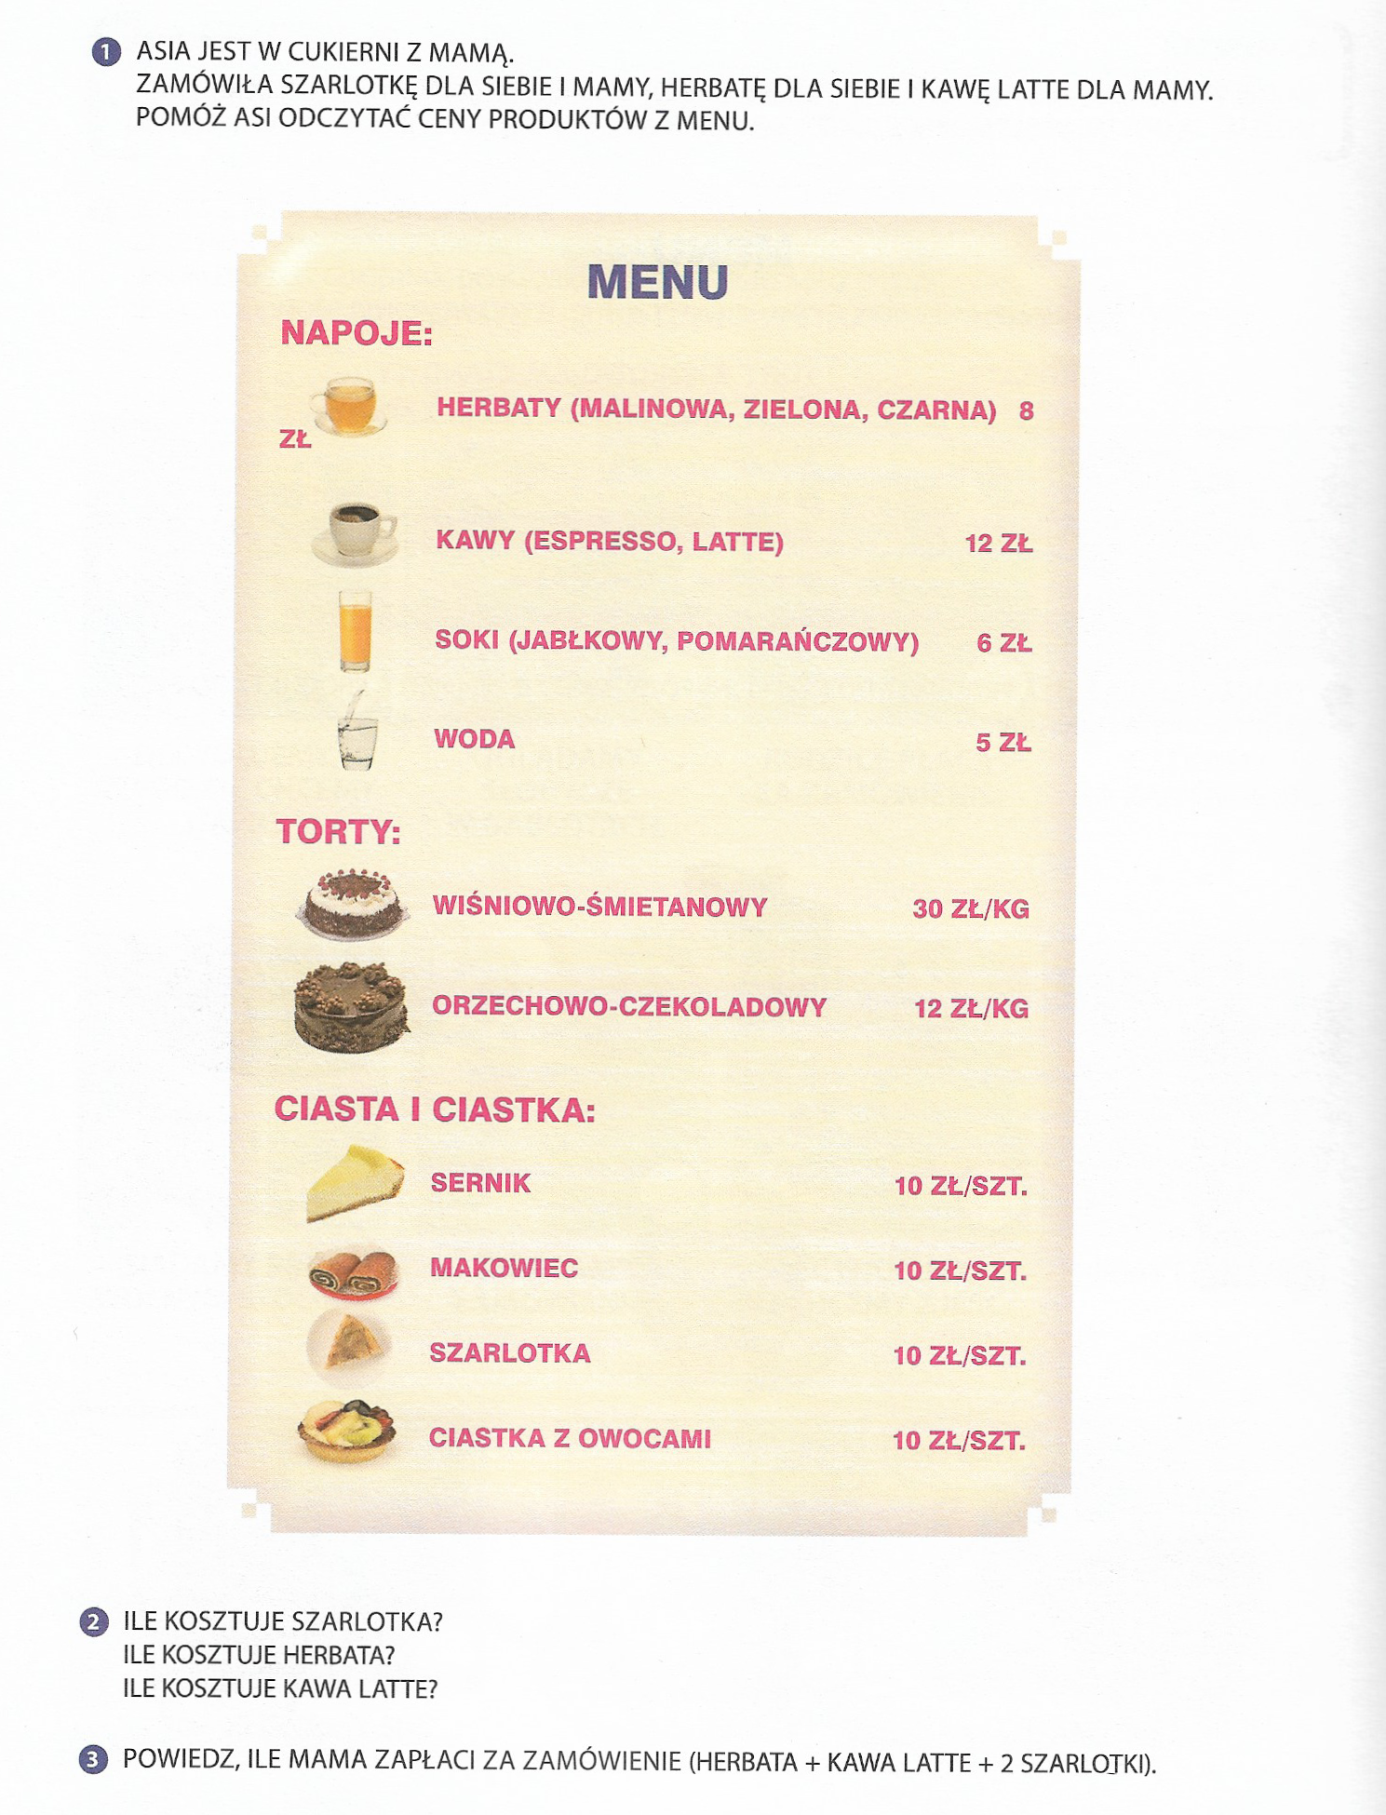 1 ASIA JEST W CUKIERNI Z MAMĄ.
ZAMÓWIŁA SZARLOTKĘ DLA SIEBIE I MAMY, HERBATĘ DLA SIEBIE I KAWĘ LATTE DLA MAMY.
POMÓŻ ASI ODCZYTAĆ CENY PRODUKTÓW Z MENU.
MENU
NAPOJE:
HERBATY (MALINOWA, ZIELONA, CZARNA) 8
ZŁ
KAWY (ESPRESSO, LATTE) 12 ZŁ
SOKI (JABŁKOWY, POMARAŃCZOWY) 6 ZŁ
WODA 5 ZŁ
TORTY:
WIŚNIOWO-ŚMIETANOWY 30 ZŁ/KG
ORZECHOWO-CZEKOLADOWY 12 ZŁ/KG
CIASTA I CIASTKA:
SERNIK 10 ZŁ/SZT.
MAKOWIEC 10 ZŁ/SZT.
SZARLOTKA 10 ZŁ/SZT.
CIASTKA Z OWOCAMI 10 ZŁ/SZT.
2 ILE KOSZTUJE SZARLOTKA?
ILE KOSZTUJE HERBATA?
ILE KOSZTUJE KAWA LATTE?
3 POWIEDZ, ILE MAMA ZAPŁACI ZA ZAMÓWIENIE (HERBATA + KAWA LATTE + 2 SZARLOTKI).